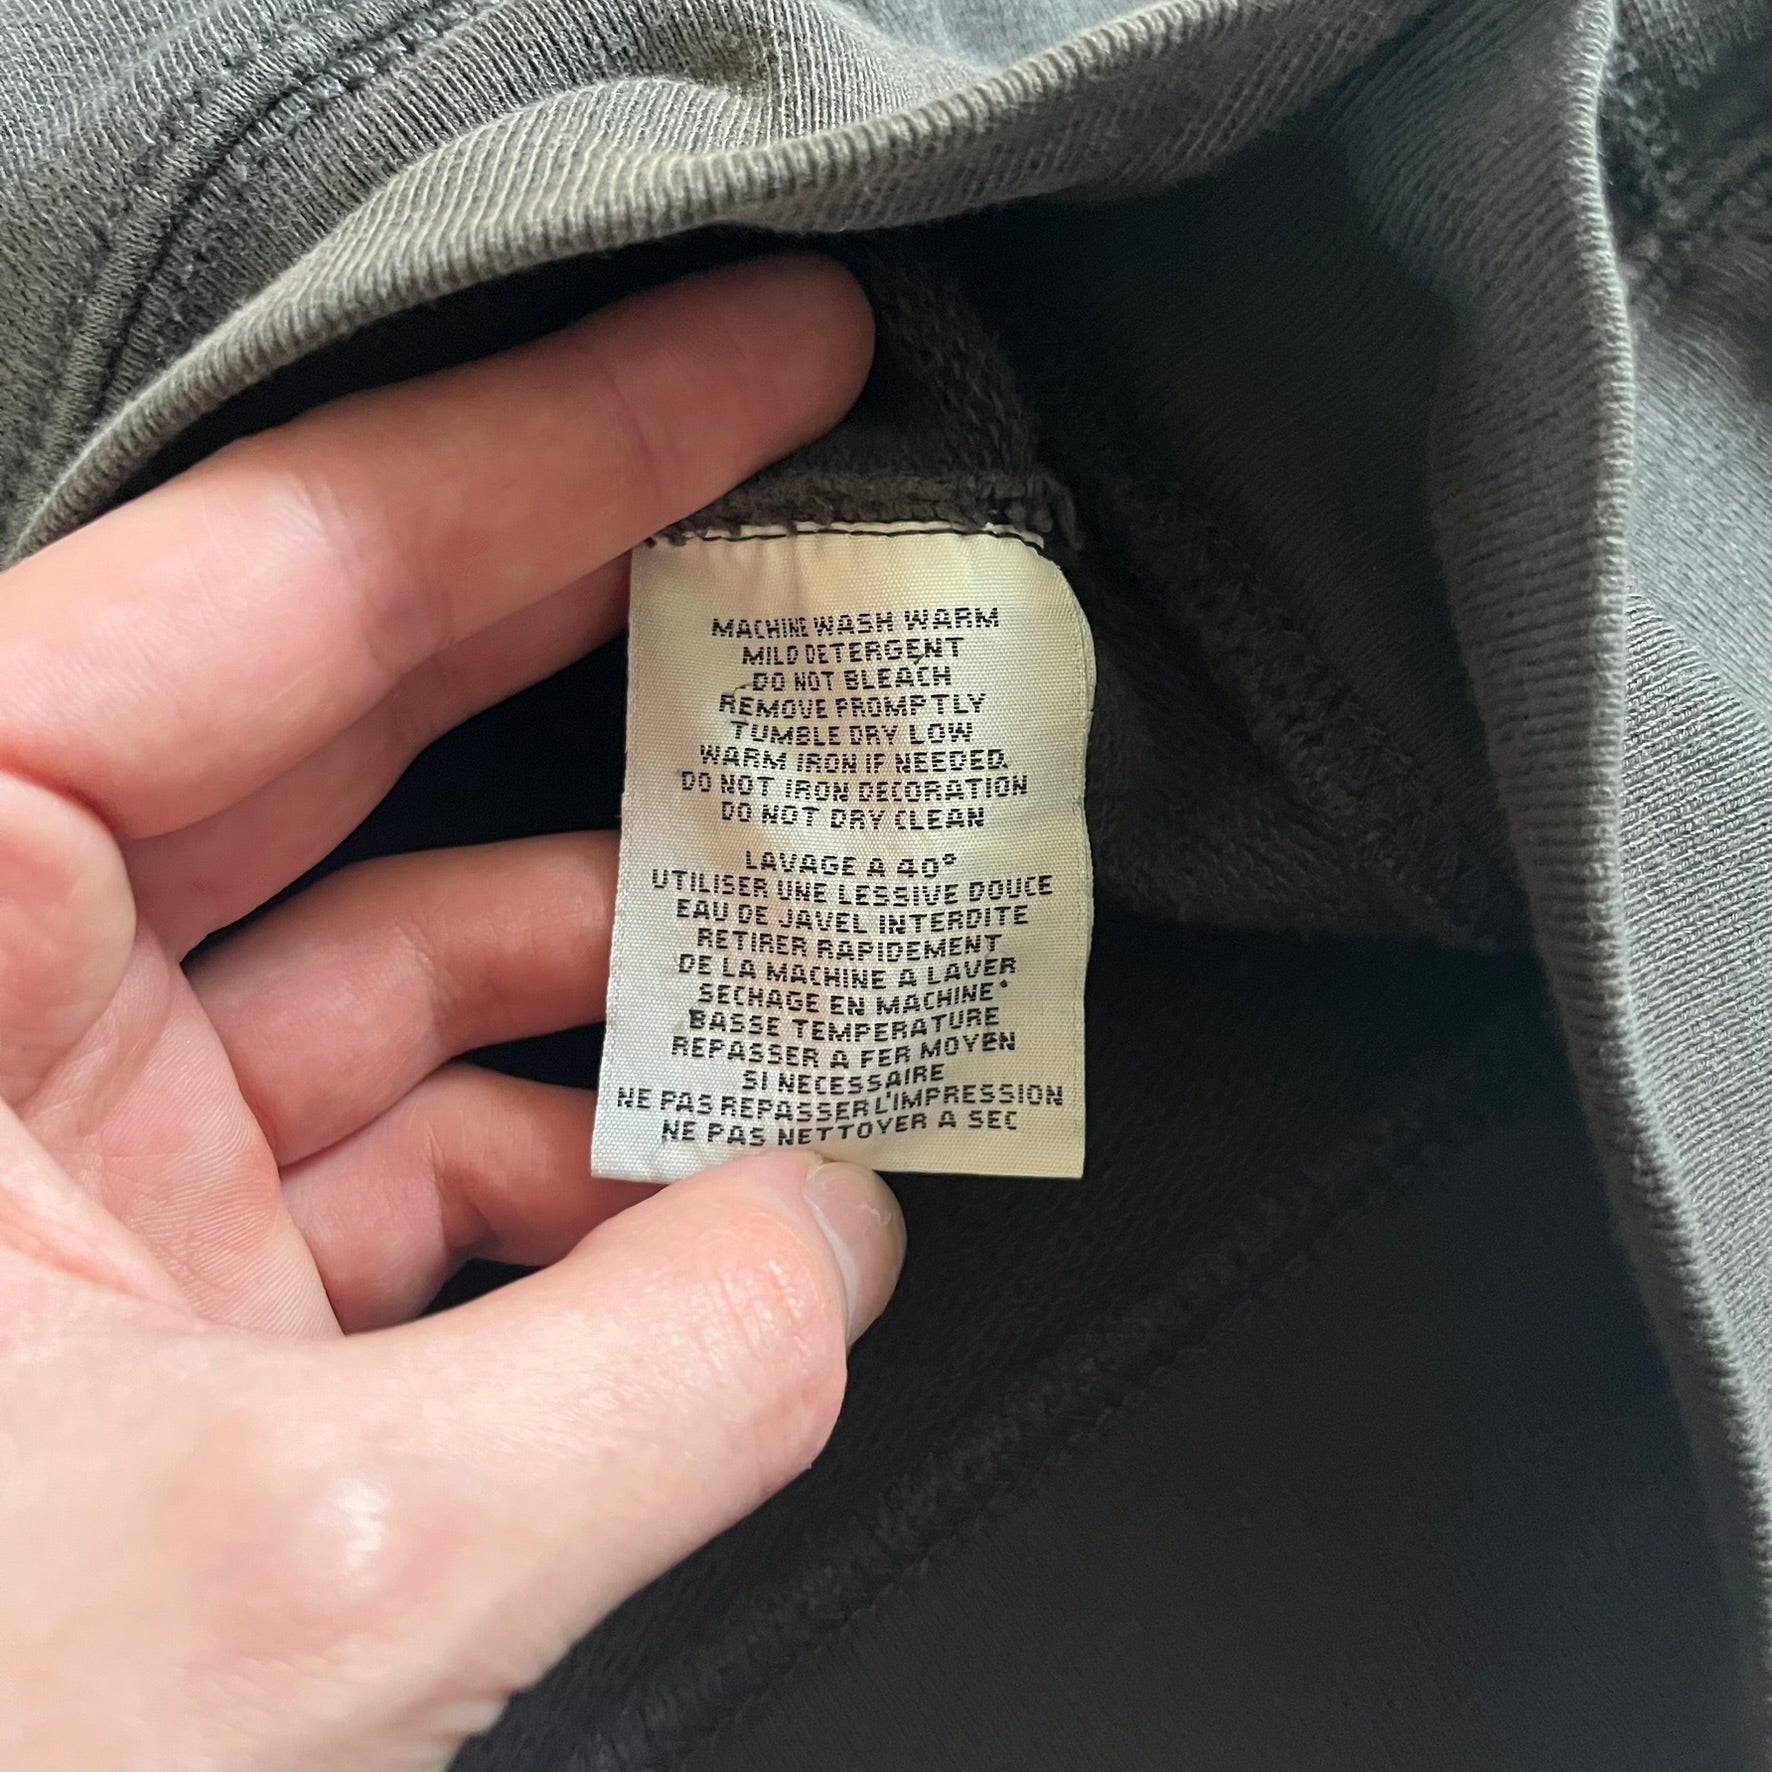 MACHINE WASH WARM
MILD DETERGENT
DO NOT BLEACH
REMOVE PROMPTLY
TUMBLE DRY LOW
WARM IRON IF NEEDED
DO NOT IRON DECORATION
DO NOT DRY CLEAN
LAVAGE A 40°
UTILISER UNE LESSIVE DOUCE
EAU DE JAVEL INTERDITE
RETIRER RAPIDEMENT
DE LA MACHINE A LAVER
SECHAGE EN MACHINE
BASSE TEMPERATURE
REPASSER A FER MOYEN
SI NECESSAIRE
NE PAS REPASSER L'IMPRESSION
NE PAS NETTOYER A SEC